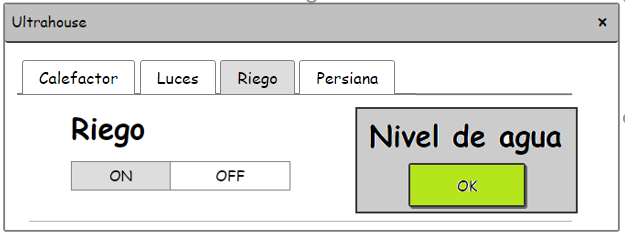 Ultrahouse ×
Calefactor Luces Riego Persiana
Riego
ON OFF
Nivel de agua
OK